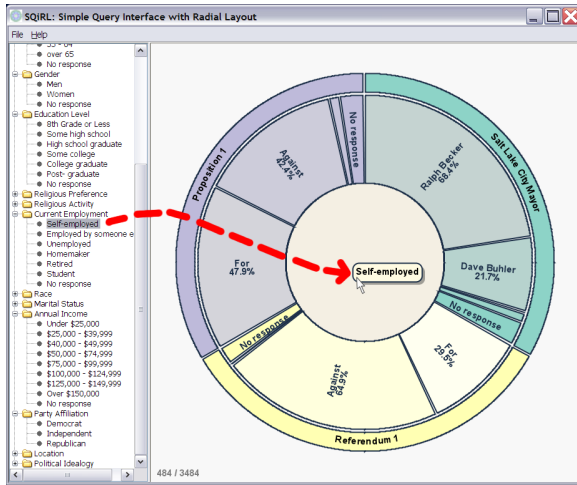 SQiRL: Simple Query Interface with Radial Layout
File Help
55 - 64
over 65
No response
Gender
Men
Women
No response
Education Level
8th Grade or Less
Some high school
High school graduate
Some college
College graduate
Post- graduate
No response
Religious Preference
Religious Activity
Current Employment
Self-employed
Employed by someone e
Unemployed
Homemaker
Retired
Student
No response
Race
Marital Status
Annual Income
Under $25,000
$25,000 - $39,999
$40,000 - $49,999
$50,000 - $74,999
$75,000 - $99,999
$100,000 - $124,999
$125,000 - $149,999
Over $150,000
No response
Party Affiliation
Democrat
Independent
Republican
Location
Political Idealogy
Proposition 1
Against
42.4%
No response
For
47.9%
Salt Lake City Mayor
Ralph Becker
68.4%
Dave Buhler
21.7%
No response
Self-employed
No response
Against
64.9%
For
29.5%
Referendum 1
484 / 3484